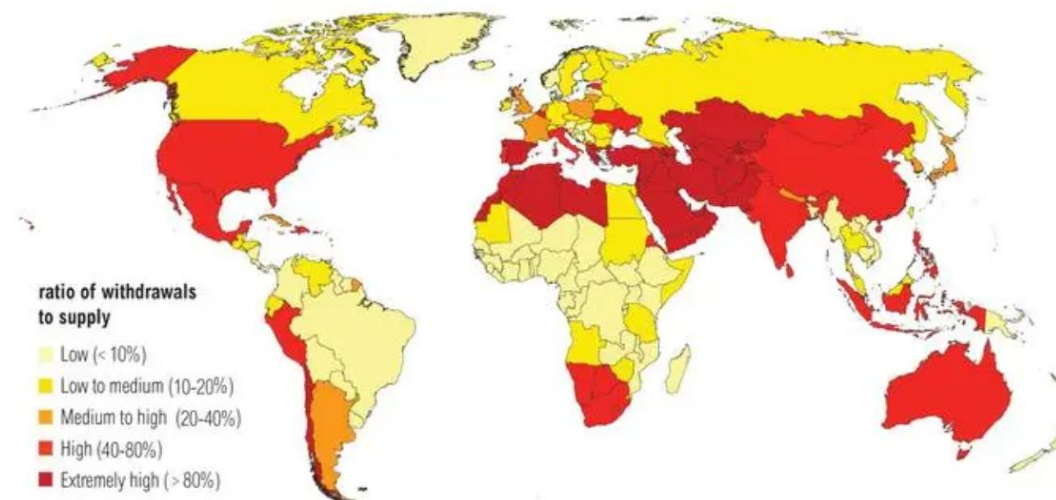 ratio of withdrawals
to supply
Low (< 10%)
Low to medium (10-20%)
Medium to high (20-40%)
High (40-80%)
Extremely high (> 80%)